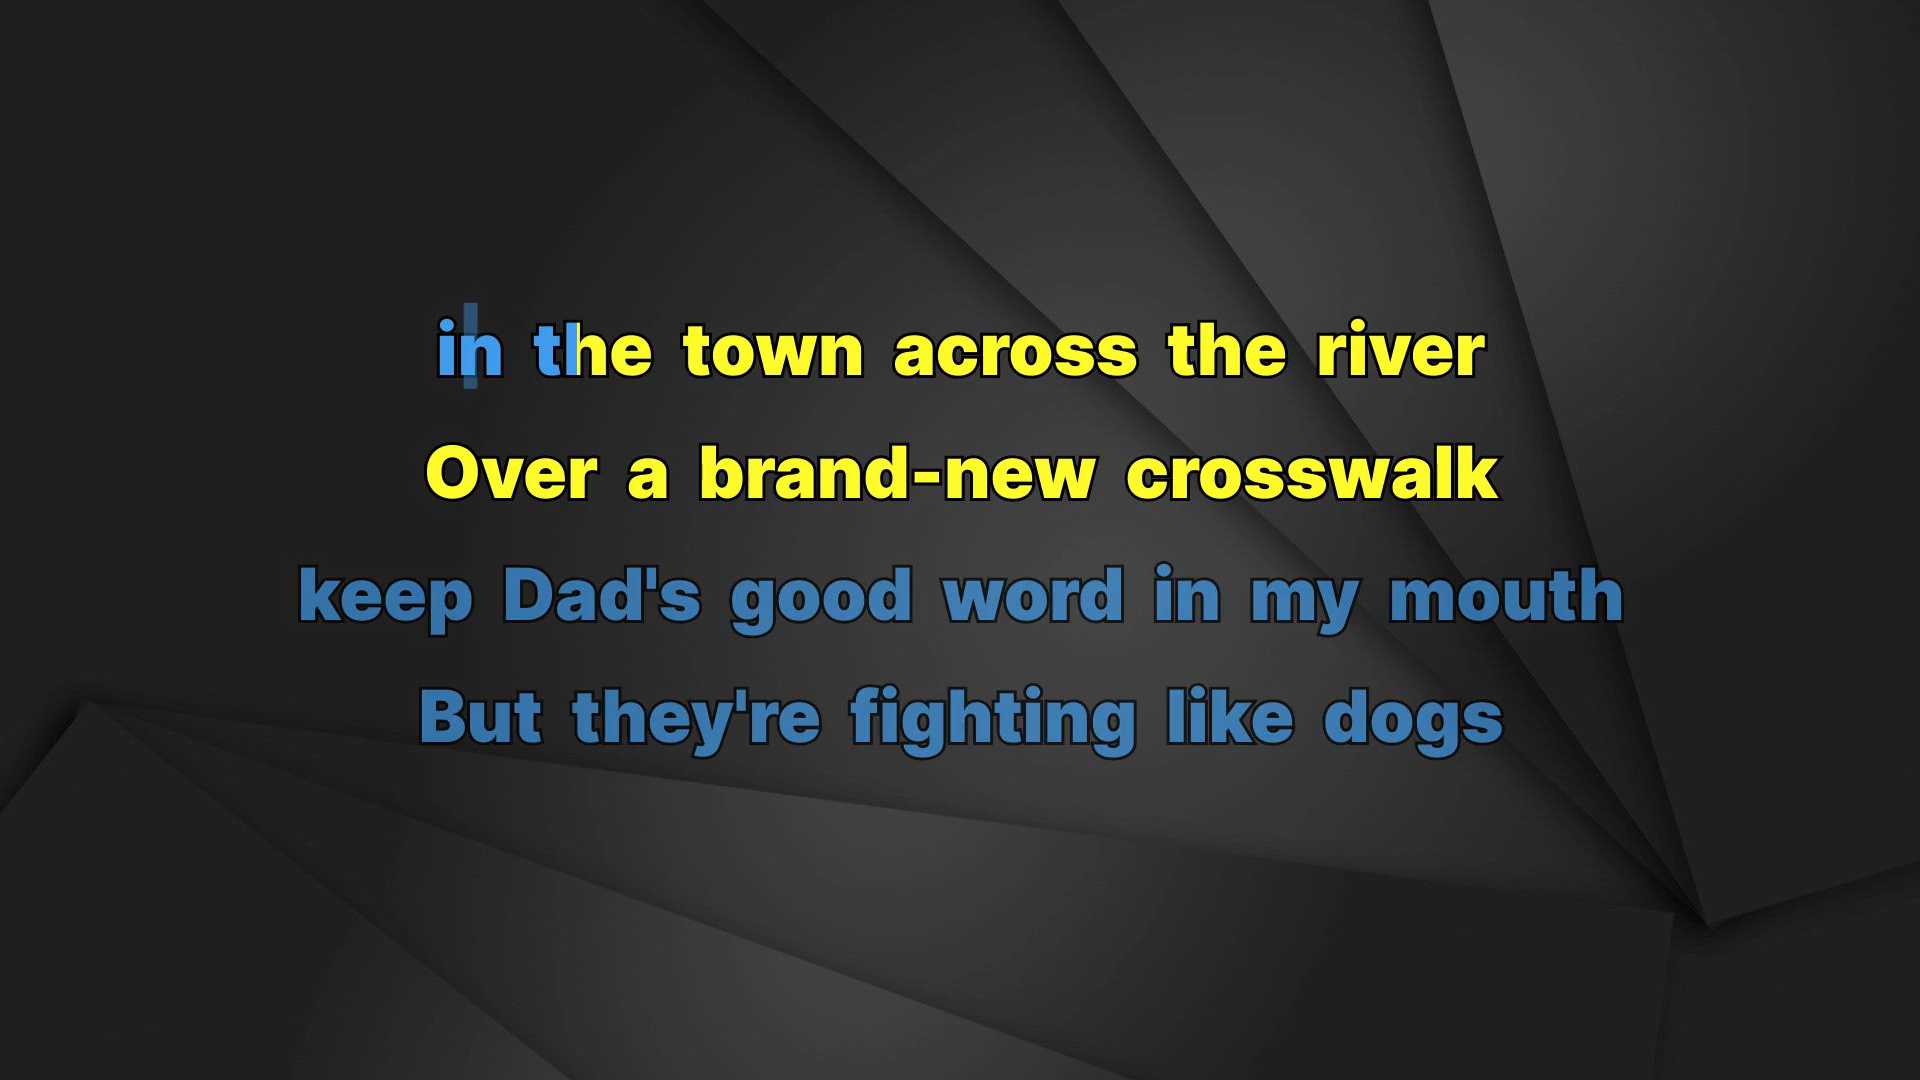 in the town across the river
Over a brand-new crosswalk
keep Dad's good word in my mouth
But they're fighting like dogs